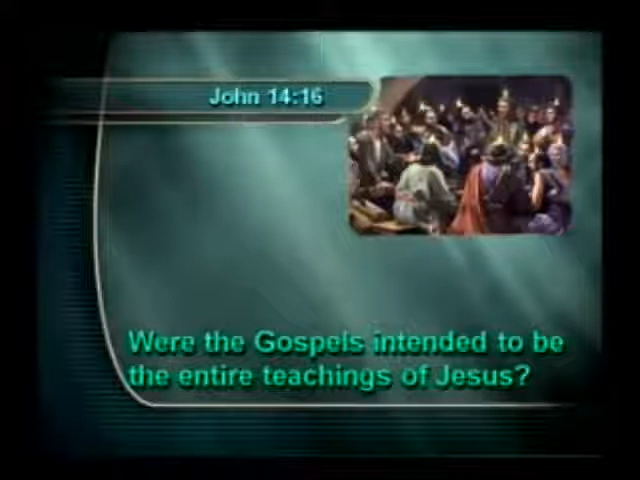 John 14:16
Were the Gospels intended to be
the entire teachings of Jesus?